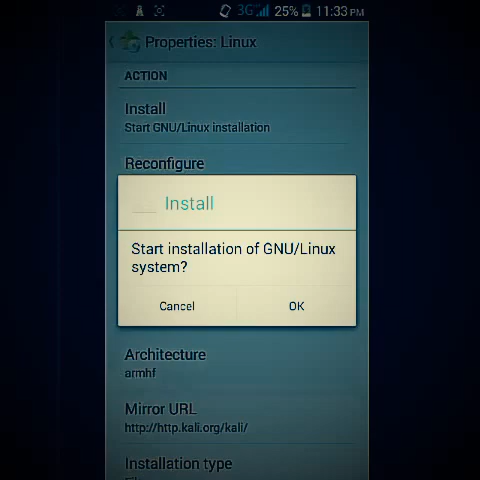 3G 25% 11:33 PM
Properties: Linux
ACTION
Install
Start GNU/Linux installation
Reconfigure
Install
Start installation of GNU/Linux
system?
Cancel OK
Architecture
armhf
Mirror URL
http://http.kali.org/kali/
Installation type